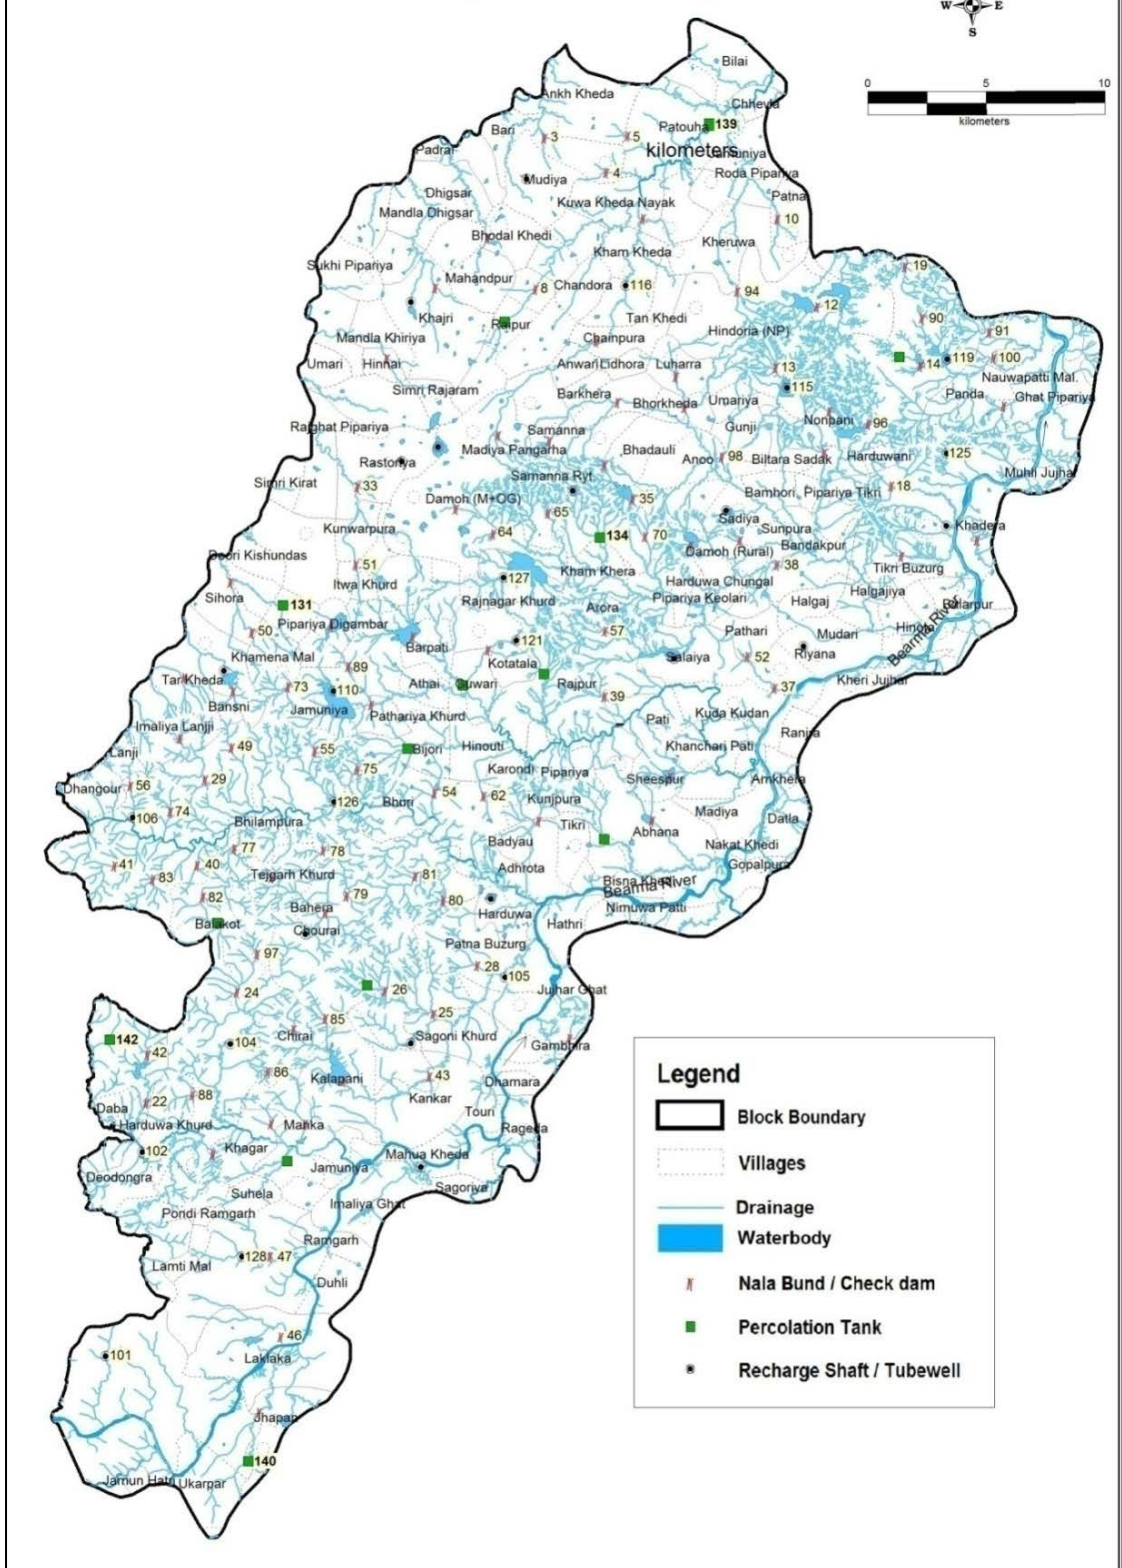 W E
S
Bilai
0 5 10
kilometers
Ankh Kheda
Chhevla
Bari
3
5
Patouha
139
Padrai
kilometers
Jamuniya
4
Roda Pipariya
Mudiya
Dhigsar
Patna
Kuwa Kheda Nayak
Mandla Dhigsar
10
Bhodal Khedi
Kheruwa
Kham Kheda
Sukhi Pipariya
19
Mahandpur
8
Chandora
116
94
12
Khajri
Raipur
Tan Khedi
90
Hindoria (NP)
91
Mandla Khiriya
Chainpura
119
100
Umari
Hinnai
Anwari
Lidhora
Luharra
13
14
Nauwapatti Mal.
Simri Rajaram
Barkhera
115
Panda
Ghat Pipariya
Bhorkheda
Umariya
Nonpani
96
Rajghat Pipariya
Samanna
Gunji
Madiya Pangarha
Bhadauli
Anoo
98
Biltara Sadak
Harduwani
125
Rastoriya
Samanna Ryt
Muhli Jujhar
Simri Kirat
33
Damoh (M+OG)
35
Bamhori
Pipariya Tikri
18
65
Sadiya
Kunwarpura
64
134
70
Sunpura
Khadera
Doori Kishundas
51
Damoh (Rural)
Bandakpur
38
Tikri Buzurg
Itwa Khurd
127
Kham Khera
Harduwa Chungal
Sihora
131
Rajnagar Khurd
Arora
Pipariya Keolari
Halgaj
Halgajiya
50
Pipariya Digambar
57
Pathari
Mudari
Bearma River
Barpati
121
Khamena Mal
89
Kotatala
Salaiya
52
Riyana
Tar Kheda
73
110
Athai
Guwari
Rajpur
39
37
Kheri Jujhar
Bansni
Jamuniya
Pathariya Khurd
Pati
Kuda Kudan
Imaliya Lanjji
Ranjra
Lanji
49
55
Bijori
Hinouti
Khanchari Pati
75
Karondi
Pipariya
Sheespur
Amkhera
Dhangour
56
29
54
62
Kunjpura
126
Bhuri
106
74
Bhilampura
Tikri
Madiya
Datla
Abhana
77
78
Badyau
Nakat Khedi
41
40
Adhrota
Gopalpura
83
Tejgarh Khurd
81
Bisna Khedi
Bearma River
82
79
80
Nimuwa Patti
Bahera
Harduwa
Balakot
Chourai
Hathri
97
Patna Buzurg
28
105
24
26
Jujhar Ghat
25
85
142
Chirai
Sagoni Khurd
104
42
Gambhira
86
Kalapani
43
Dhamara
88
Kankar
22
Daba
Touri
Harduwa Khurd
Manka
Rageda
102
Khagar
Mahua Kheda
Deodongra
Jamuniya
Suhela
Sagoriya
Imaliya Ghat
Pondi Ramgarh
Ramgarh
128
47
Lamti Mal
Duhli
46
101
Laklaka
Jhapan
140
Jamun Hatri
Ukarpar
Legend
Block Boundary
Villages
Drainage
Waterbody
Nala Bund / Check dam
Percolation Tank
Recharge Shaft / Tubewell